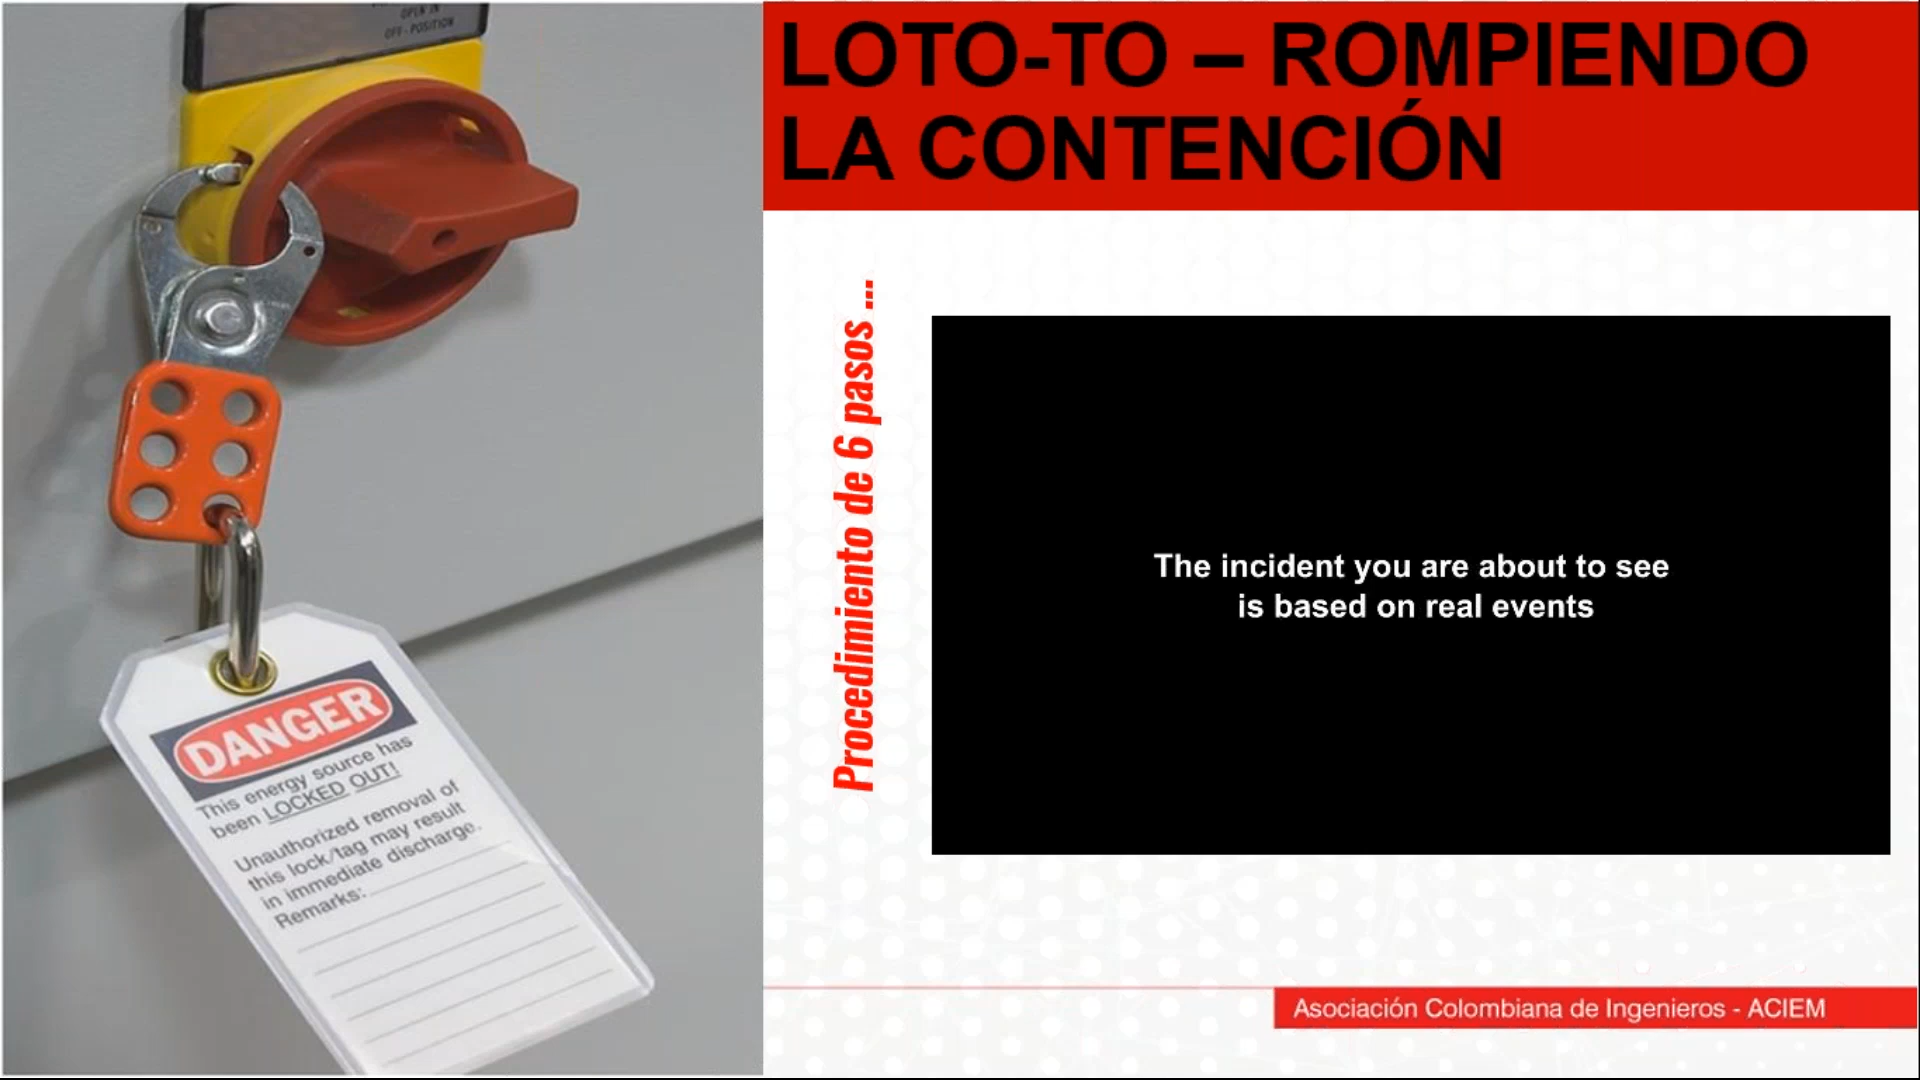 OPEN IN
OFF - POSITION
LOTO-TO – ROMPIENDO
LA CONTENCIÓN
Procedimiento de 6 pasos ...
The incident you are about to see
is based on real events
DANGER
This energy source has
been LOCKED OUT!
Unauthorized removal of
this lock/tag may result
in immediate discharge.
Remarks:
Asociación Colombiana de Ingenieros - ACIEM